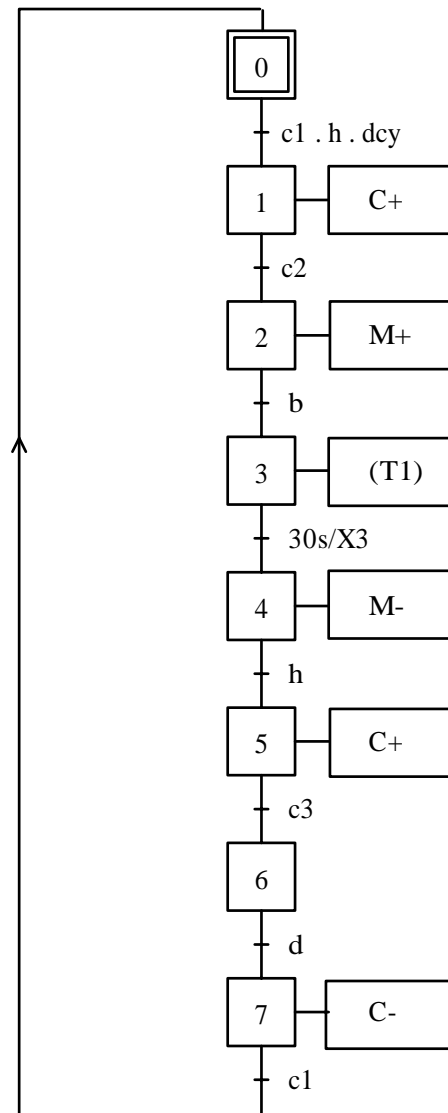 0
c1 . h . dcy
1 C+
c2
2 M+
b
3 (T1)
30s/X3
4 M-
h
5 C+
c3
6
d
7 C-
c1